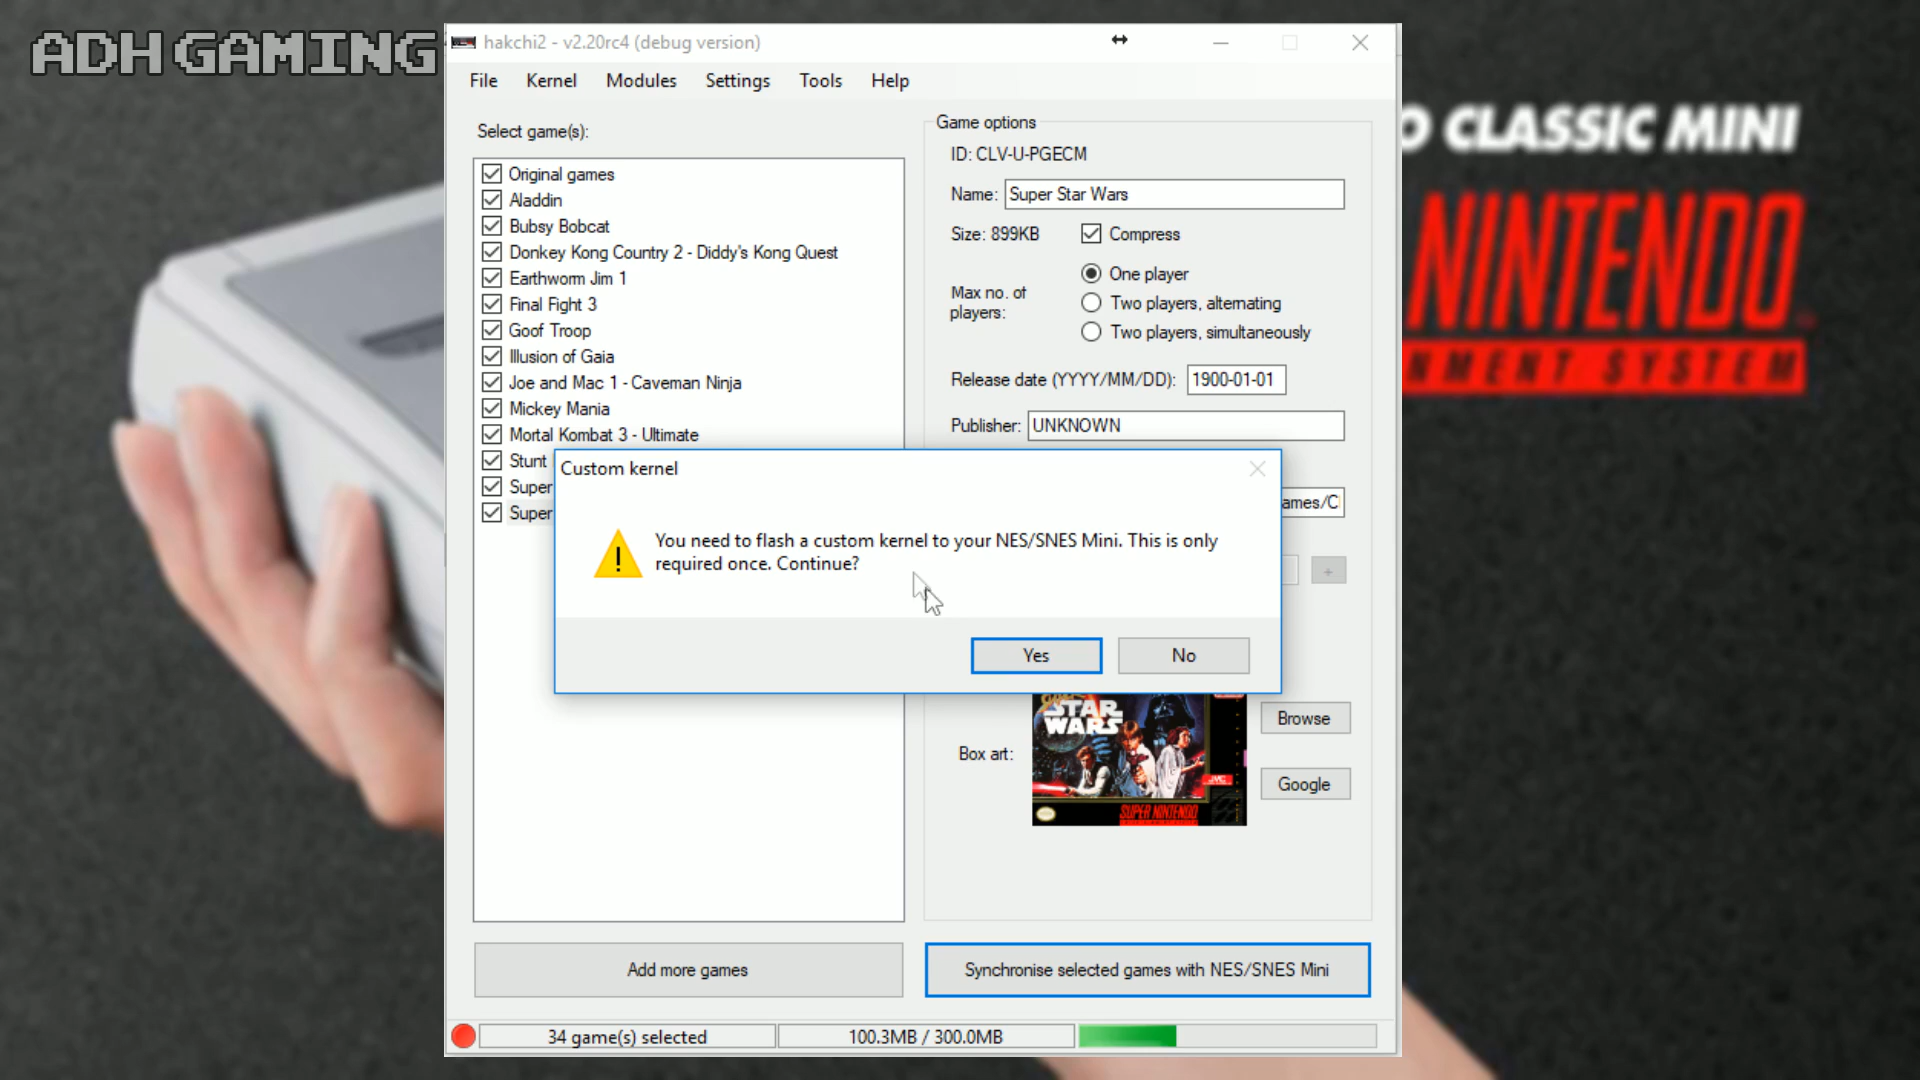 ADH GAMING
O CLASSIC MINI
NINTENDO
NMENT SYSTEM
hakchi2 - v2.20rc4 (debug version)
File Kernel Modules Settings Tools Help
Select game(s):
Original games
Aladdin
Bubsy Bobcat
Donkey Kong Country 2 - Diddy's Kong Quest
Earthworm Jim 1
Final Fight 3
Goof Troop
Illusion of Gaia
Joe and Mac 1 - Caveman Ninja
Mickey Mania
Mortal Kombat 3 - Ultimate
Stunt
Super
Super
Game options
ID: CLV-U-PGECM
Name: Super Star Wars
Size: 899KB Compress
Max no. of players:
One player
Two players, alternating
Two players, simultaneously
Release date (YYYY/MM/DD): 1900-01-01
Publisher: UNKNOWN
ames/C
+
Custom kernel
You need to flash a custom kernel to your NES/SNES Mini. This is only
required once. Continue?
Yes No
Box art:
STAR
WARS
JVC
SUPER NINTENDO
Browse
Google
Add more games
Synchronise selected games with NES/SNES Mini
34 game(s) selected 100.3MB / 300.0MB